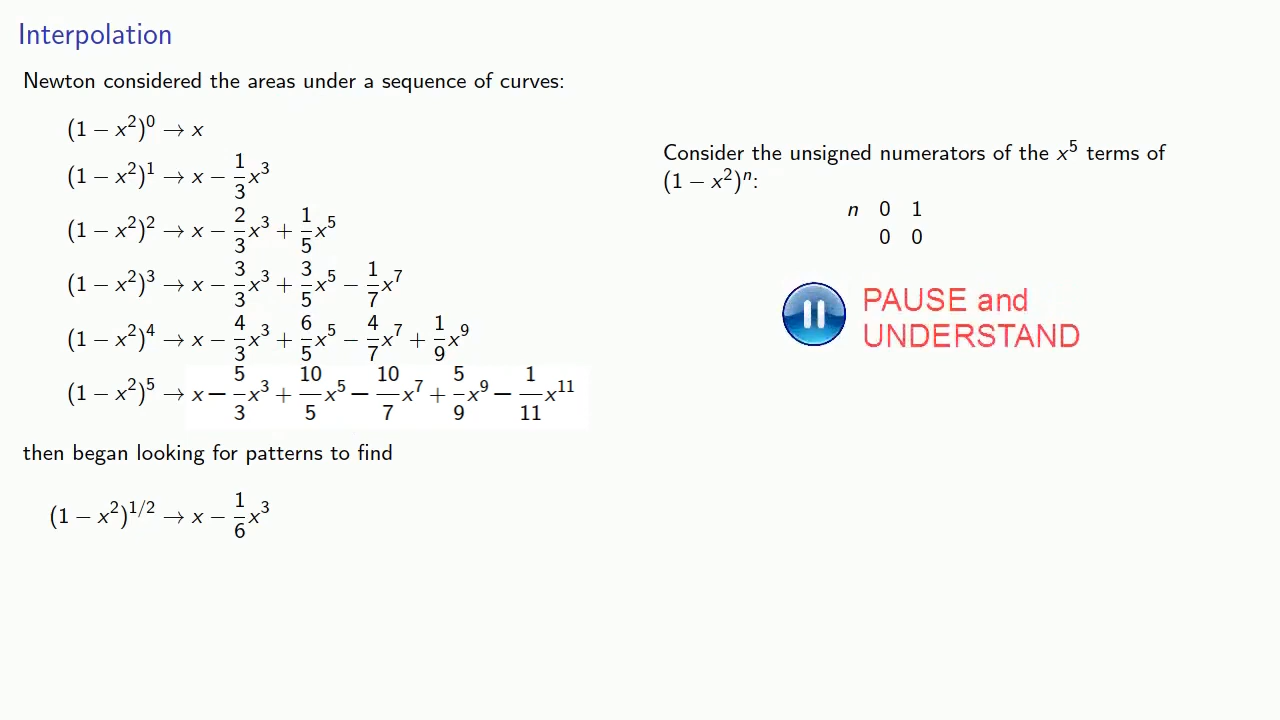 Interpolation
Newton considered the areas under a sequence of curves:
(1 − x²)⁰ → x
(1 − x²)¹ → x − 1/3 x³
(1 − x²)² → x − 2/3 x³ + 1/5 x⁵
(1 − x²)³ → x − 3/3 x³ + 3/5 x⁵ − 1/7 x⁷
(1 − x²)⁴ → x − 4/3 x³ + 6/5 x⁵ − 4/7 x⁷ + 1/9 x⁹
(1 − x²)⁵ → x − 5/3 x³ + 10/5 x⁵ − 10/7 x⁷ + 5/9 x⁹ − 1/11 x¹¹
then began looking for patterns to find
(1 − x²)^1/2 → x − 1/6 x³
Consider the unsigned numerators of the x⁵ terms of
(1 − x²)ⁿ:
n 0 1
0 0
PAUSE and
UNDERSTAND